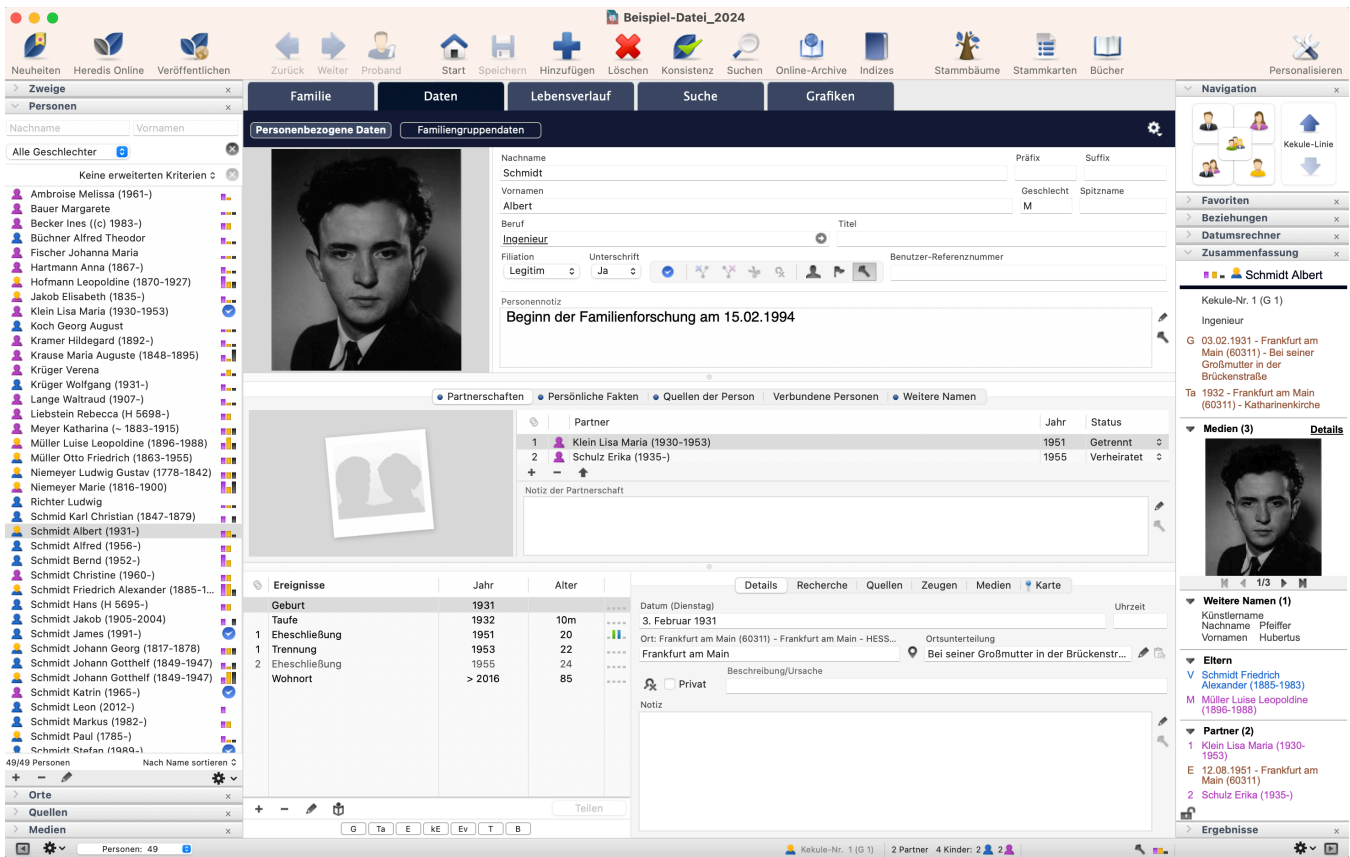 Beispiel-Datei_2024
Neuheiten Heredis Online Veröffentlichen Zurück Weiter Proband Start Speichern Hinzufügen Löschen Konsistenz Suchen Online-Archive Indizes Stammbäume Stammkarten Bücher Personalisieren
Zweige
Personen
Nachname Vornamen
Alle Geschlechter
Keine erweiterten Kriterien
Ambroise Melissa (1961-)
Bauer Margarete
Becker Ines ((c) 1983-)
Büchner Alfred Theodor
Fischer Johanna Maria
Hartmann Anna (1867-)
Hofmann Leopoldine (1870-1927)
Jakob Elisabeth (1835-)
Klein Lisa Maria (1930-1953)
Koch Georg August
Kramer Hildegard (1892-)
Krause Maria Auguste (1848-1895)
Krüger Verena
Krüger Wolfgang (1931-)
Lange Waltraud (1907-)
Liebstein Rebecca (H 5698-)
Meyer Katharina (~ 1883-1915)
Müller Luise Leopoldine (1896-1988)
Müller Otto Friedrich (1863-1955)
Niemeyer Ludwig Gustav (1778-1842)
Niemeyer Marie (1816-1900)
Richter Ludwig
Schmid Karl Christian (1847-1879)
Schmidt Albert (1931-)
Schmidt Alfred (1956-)
Schmidt Bernd (1952-)
Schmidt Christine (1960-)
Schmidt Friedrich Alexander (1885-1...
Schmidt Hans (H 5695-)
Schmidt Jakob (1905-2004)
Schmidt James (1991-)
Schmidt Johann Georg (1817-1878)
Schmidt Johann Gotthelf (1849-1947)
Schmidt Johann Gotthelf (1849-1947)
Schmidt Katrin (1965-)
Schmidt Leon (2012-)
Schmidt Markus (1982-)
Schmidt Paul (1785-)
Schmidt Stefan (1989-)
49/49 Personen Nach Name sortieren
Orte
Quellen
Medien
Personen: 49
Familie Daten Lebensverlauf Suche Grafiken
Personenbezogene Daten Familiengruppendaten
Nachname Präfix Suffix
Schmidt
Vornamen Geschlecht Spitzname
Albert M
Beruf Titel
Ingenieur
Filiation Unterschrift Benutzer-Referenznummer
Legitim Ja
Personennotiz
Beginn der Familienforschung am 15.02.1994
Partnerschaften Persönliche Fakten Quellen der Person Verbundene Personen Weitere Namen
Partner Jahr Status
1 Klein Lisa Maria (1930-1953) 1951 Getrennt
2 Schulz Erika (1935-) 1955 Verheiratet
Notiz der Partnerschaft
Ereignisse Jahr Alter
Geburt 1931
Taufe 1932 10m
1 Eheschließung 1951 20
1 Trennung 1953 22
2 Eheschließung 1955 24
Wohnort > 2016 85
Teilen
G Ta E kE Ev T B
Details Recherche Quellen Zeugen Medien Karte
Datum (Dienstag) Uhrzeit
3. Februar 1931
Ort: Frankfurt am Main (60311) - Frankfurt am Main - HESS... Ortsunterteilung
Frankfurt am Main Bei seiner Großmutter in der Brückenstr...
Beschreibung/Ursache
Privat
Notiz
Kekule-Nr. 1 (G 1) 2 Partner 4 Kinder: 2 2
Navigation
Kekule-Linie
Favoriten
Beziehungen
Datumsrechner
Zusammenfassung
Schmidt Albert
Kekule-Nr. 1 (G 1)
Ingenieur
G 03.02.1931 - Frankfurt am
Main (60311) - Bei seiner
Großmutter in der
Brückenstraße
Ta 1932 - Frankfurt am Main
(60311) - Katharinenkirche
Medien (3) Details
1/3
Weitere Namen (1)
Künstlername
Nachname Pfeiffer
Vornamen Hubertus
Eltern
V Schmidt Friedrich
Alexander (1885-1983)
M Müller Luise Leopoldine
(1896-1988)
Partner (2)
1 Klein Lisa Maria (1930-
1953)
E 12.08.1951 - Frankfurt am
Main (60311)
2 Schulz Erika (1935-)
Ergebnisse